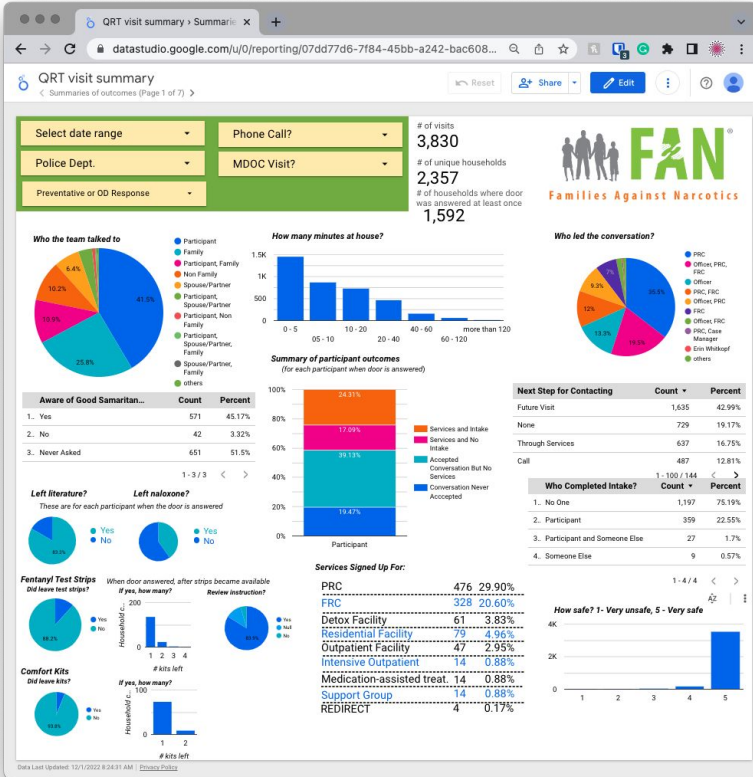 QRT visit summary › Summarie × +
datastudio.google.com/u/0/reporting/07dd77d6-7f84-45bb-a242-bac608...
QRT visit summary
Summaries of outcomes (Page 1 of 7)
Reset
Share
Edit
Select date range
Phone Call?
Police Dept.
MDOC Visit?
Preventative or OD Response
# of visits
3,830
# of unique households
2,357
# of households where door
was answered at least once
1,592
FAN®
Families Against Narcotics
Who the team talked to
41.5%
25.8%
10.2%
6.4%
Participant
Family
Participant, Family
Non Family
Spouse/Partner
Participant,
Spouse/Partner
Participant, Non
Family
Participant,
Spouse/Partner,
Family
Spouse/Partner,
Family
others
How many minutes at house?
1.5K
1K
500
0
0 - 5
05 - 10
10 - 20
20 - 40
40 - 60
60 - 120
more than 120
Who led the conversation?
13.3%
12%
9.3%
7%
PRC
Officer, PRC,
FRC
Officer
PRC, FRC
Officer, PRC
FRC
Officer, FRC
PRC, Case
Manager
Erin Whitkopf
others
Aware of Good Samaritan... Count Percent
1.. Yes 571 45.17%
2.. No 42 3.32%
3.. Never Asked 651 51.5%
1 - 3 / 3
Summary of participant outcomes
(for each participant when door is answered)
100%
80%
60%
40%
20%
0%
24.31%
17.09%
39.13%
19.47%
Participant
Services and Intake
Services and No
Intake
Accepted
Conversation But No
Services
Conversation Never
Acccepted
Next Step for Contacting Count Percent
Future Visit 1,635 42.99%
None 729 19.17%
Through Services 637 16.75%
Call 487 12.81%
1 - 100 / 144
Who Completed Intake? Count Percent
1.. No One 1,197 75.19%
2.. Participant 359 22.55%
3.. Participant and Someone Else 27 1.7%
4.. Someone Else 9 0.57%
1 - 4 / 4
Left literature?
Left naloxone?
These are for each participant when the door is answered
Yes
No
Yes
No
Fentanyl Test Strips
When door answered, after strips became available
Did leave test strips?
88.2%
Yes
No
If yes, how many?
Household c...
200
0
1 2 3 4
# kits left
Review instruction?
Yes
Null
No
Comfort Kits
Did leave kits?
Yes
No
If yes, how many?
Household c...
100
0
1 2
# kits left
Services Signed Up For:
PRC 476 29.90%
FRC 328 20.60%
Detox Facility 61 3.83%
Residential Facility 79 4.96%
Outpatient Facility 47 2.95%
Intensive Outpatient 14 0.88%
Medication-assisted treat. 14 0.88%
Support Group 14 0.88%
REDIRECT 4 0.17%
How safe? 1- Very unsafe, 5 - Very safe
4K
2K
0
1 2 3 4 5
Data Last Updated: 12/1/2022 8:24:31 AM | Privacy Policy